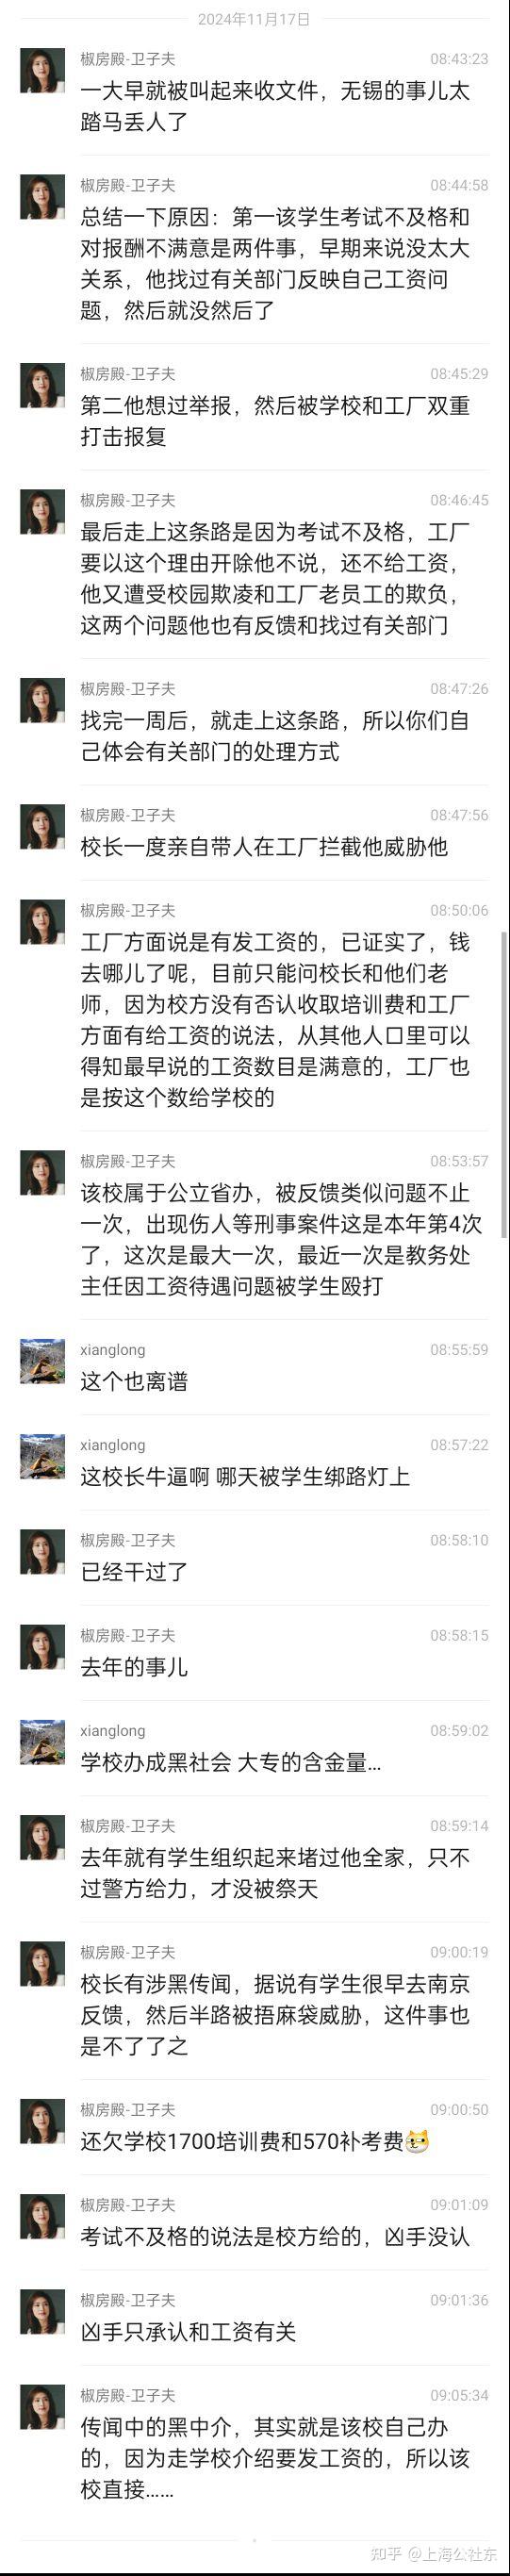 2024年11月17日
椒房殿-卫子夫 08:43:23
一大早就被叫起来收文件，无锡的事儿太
踏马丢人了
椒房殿-卫子夫 08:44:58
总结一下原因：第一该学生考试不及格和
对报酬不满意是两件事，早期来说没太大
关系，他找过有关部门反映自己工资问
题，然后就没然后了
椒房殿-卫子夫 08:45:29
第二他想过举报，然后被学校和工厂双重
打击报复
椒房殿-卫子夫 08:46:45
最后走上这条路是因为考试不及格，工厂
要以这个理由开除他不说，还不给工资，
他又遭受校园欺凌和工厂老员工的欺负，
这两个问题他也有反馈和找过有关部门
椒房殿-卫子夫 08:47:26
找完一周后，就走上这条路，所以你们自
己体会有关部门的处理方式
椒房殿-卫子夫 08:47:56
校长一度亲自带人在工厂拦截他威胁他
椒房殿-卫子夫 08:50:06
工厂方面说是有发工资的，已证实了，钱
去哪儿了呢，目前只能问校长和他们老
师，因为校方没有否认收取培训费和工厂
方面有给工资的说法，从其他人口里可以
得知最早说的工资数目是满意的，工厂也
是按这个数给学校的
椒房殿-卫子夫 08:53:57
该校属于公立省办，被反馈类似问题不止
一次，出现伤人等刑事案件这是本年第4次
了，这次是最大一次，最近一次是教务处
主任因工资待遇问题被学生殴打
xianglong 08:55:59
这个也离谱
xianglong 08:57:22
这校长牛逼啊 哪天被学生绑路灯上
椒房殿-卫子夫 08:58:10
已经干过了
椒房殿-卫子夫 08:58:15
去年的事儿
xianglong 08:59:02
学校办成黑社会 大专的含金量...
椒房殿-卫子夫 08:59:14
去年就有学生组织起来堵过他全家，只不
过警方给力，才没被祭天
椒房殿-卫子夫 09:00:19
校长有涉黑传闻，据说有学生很早去南京
反馈，然后半路被捂麻袋威胁，这件事也
是不了了之
椒房殿-卫子夫 09:00:50
还欠学校1700培训费和570补考费
椒房殿-卫子夫 09:01:09
考试不及格的说法是校方给的，凶手没认
椒房殿-卫子夫 09:01:36
凶手只承认和工资有关
椒房殿-卫子夫 09:05:34
传闻中的黑中介，其实就是该校自己办
的，因为走学校介绍要发工资的，所以该
校直接......
知乎 @上海公社东